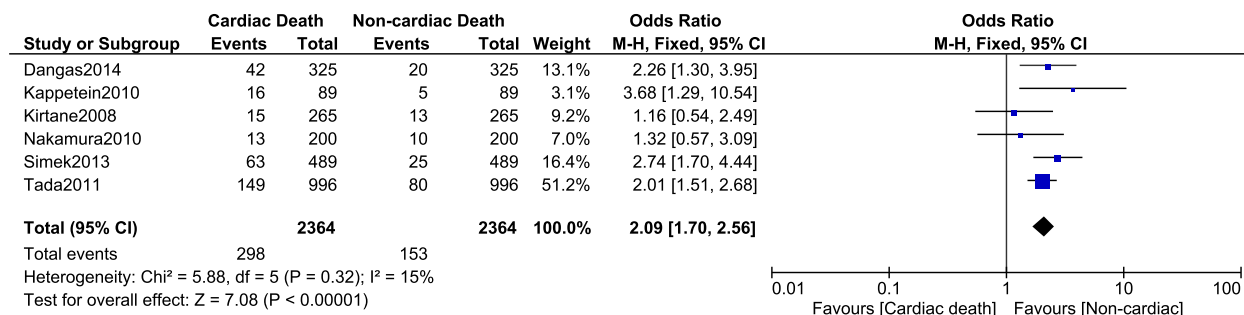 Cardiac Death Non-cardiac Death Odds Ratio Odds Ratio
Study or Subgroup Events Total Events Total Weight M-H, Fixed, 95% CI M-H, Fixed, 95% CI
Dangas2014 42 325 20 325 13.1% 2.26 [1.30, 3.95]
Kappetein2010 16 89 5 89 3.1% 3.68 [1.29, 10.54]
Kirtane2008 15 265 13 265 9.2% 1.16 [0.54, 2.49]
Nakamura2010 13 200 10 200 7.0% 1.32 [0.57, 3.09]
Simek2013 63 489 25 489 16.4% 2.74 [1.70, 4.44]
Tada2011 149 996 80 996 51.2% 2.01 [1.51, 2.68]
Total (95% CI) 2364 2364 100.0% 2.09 [1.70, 2.56]
Total events 298 153
Heterogeneity: Chi² = 5.88, df = 5 (P = 0.32); I² = 15%
Test for overall effect: Z = 7.08 (P < 0.00001)
0.01 0.1 1 10 100
Favours [Cardiac death] Favours [Non-cardiac]